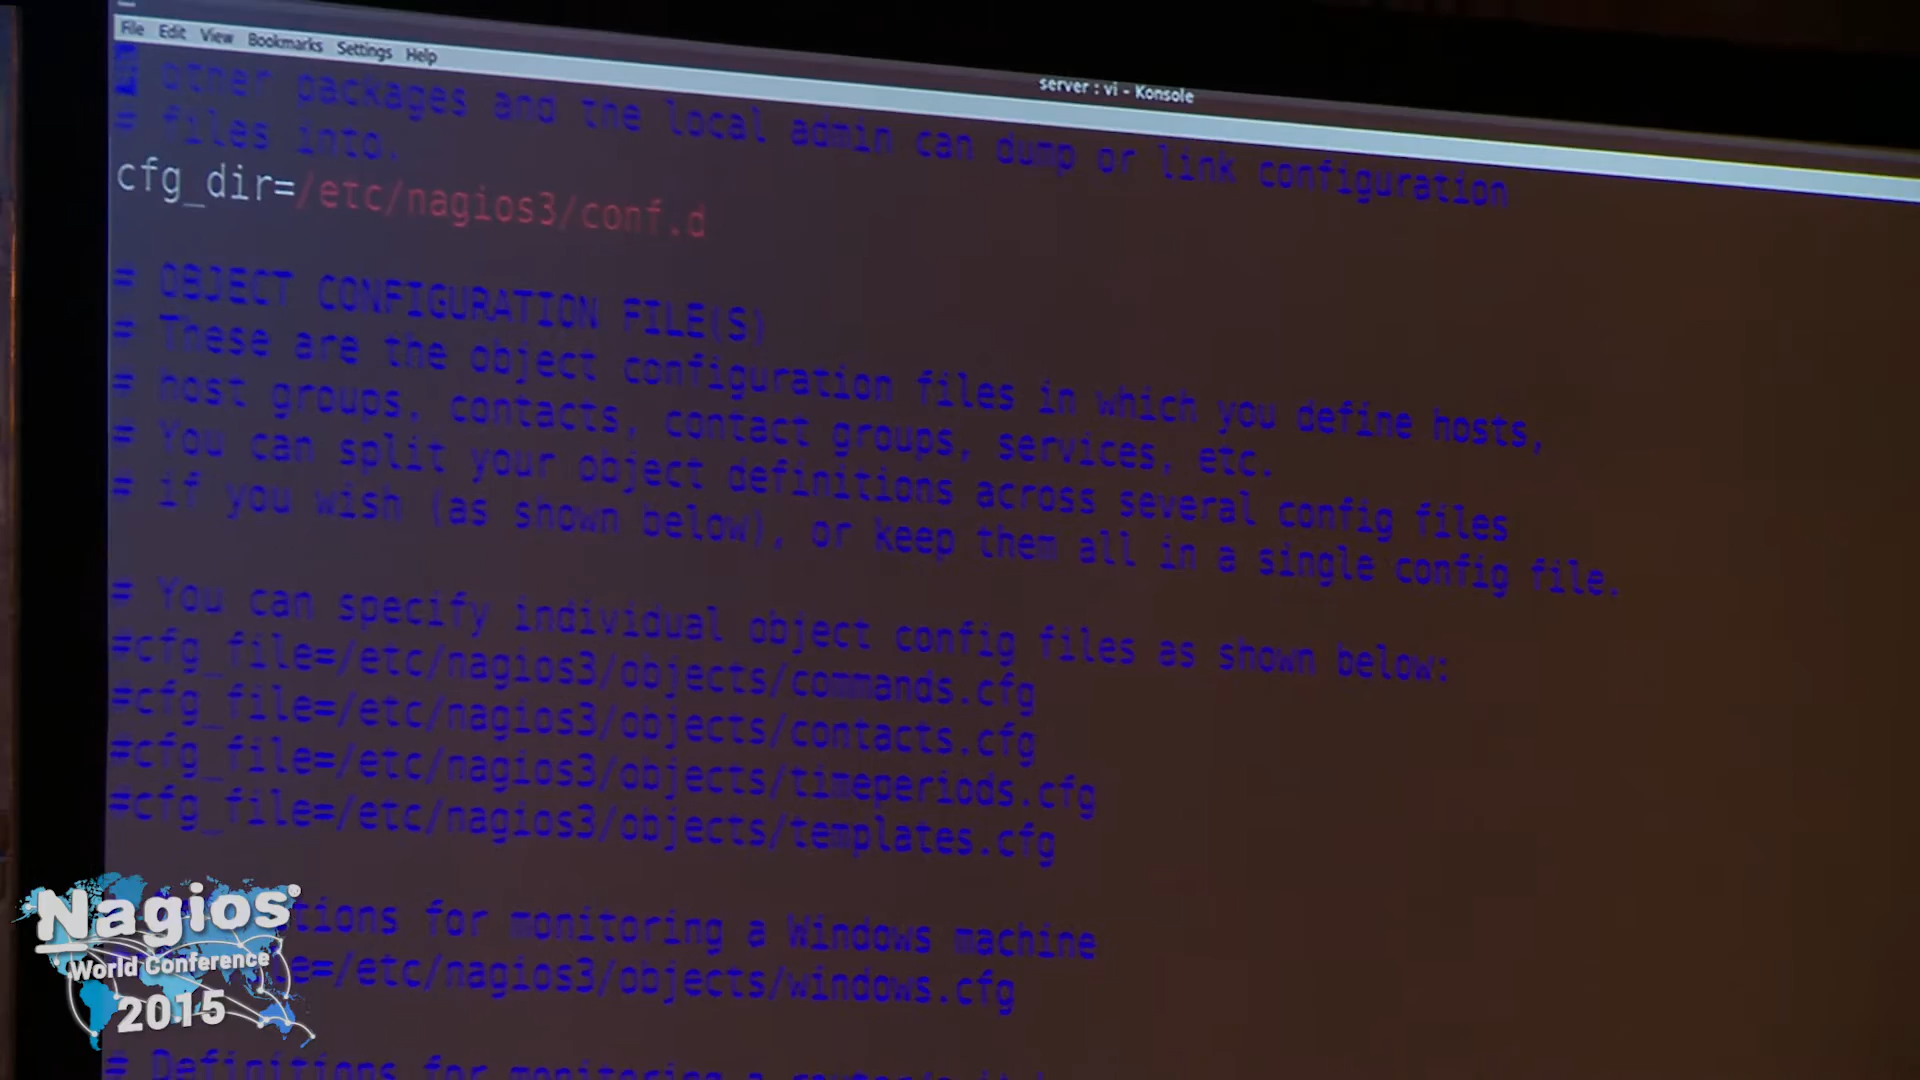 File Edit View Bookmarks Settings Help
server : vi - Konsole
# other packages and the local admin can dump or link configuration
# files into.
cfg_dir=/etc/nagios3/conf.d
# OBJECT CONFIGURATION FILE(S)
# These are the object configuration files in which you define hosts,
# host groups, contacts, contact groups, services, etc.
# You can split your object definitions across several config files
# if you wish (as shown below), or keep them all in a single config file.
# You can specify individual object config files as shown below:
#cfg_file=/etc/nagios3/objects/commands.cfg
#cfg_file=/etc/nagios3/objects/contacts.cfg
#cfg_file=/etc/nagios3/objects/timeperiods.cfg
#cfg_file=/etc/nagios3/objects/templates.cfg
tions for monitoring a Windows machine
e=/etc/nagios3/objects/windows.cfg
# Definitions for monitoring a
Nagios®
World Conference
2015